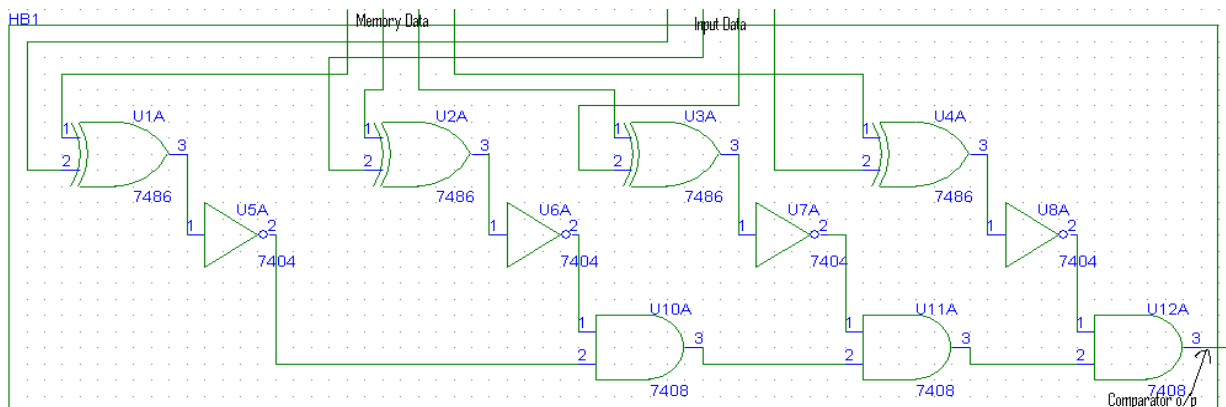 HB1
Memory Data
Input Data
U1A
U2A
U3A
U4A
1
3
1
3
1
3
1
3
2
2
2
2
7486
7486
7486
7486
U5A
U6A
U7A
U8A
1
2
1
2
1
2
1
2
7404
7404
7404
7404
U10A
U11A
U12A
1
3
1
3
1
3
2
2
2
7408
7408
7408
Comparator o/p